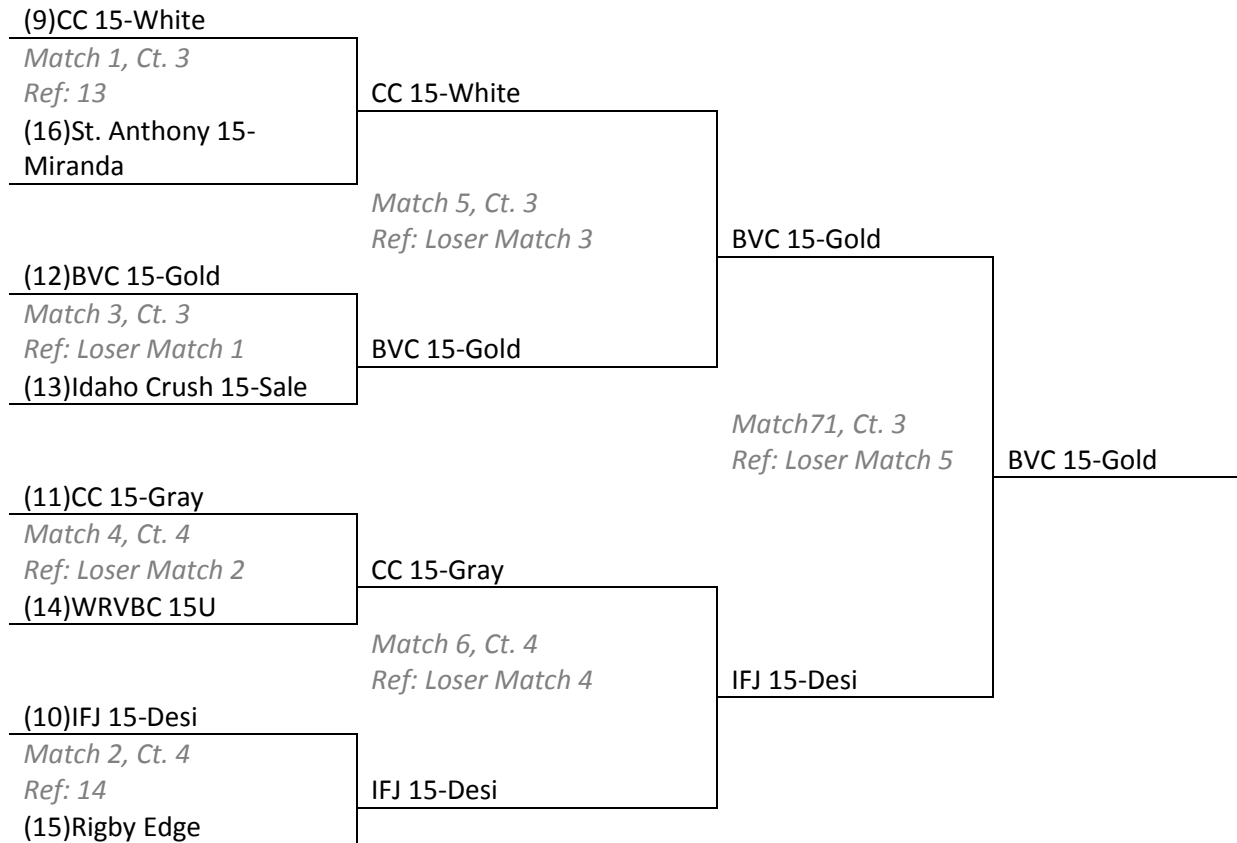 (9)CC 15-White
Match 1, Ct. 3
Ref: 13
CC 15-White
(16)St. Anthony 15-
Miranda
Match 5, Ct. 3
Ref: Loser Match 3
BVC 15-Gold
(12)BVC 15-Gold
Match 3, Ct. 3
Ref: Loser Match 1
BVC 15-Gold
(13)Idaho Crush 15-Sale
Match71, Ct. 3
Ref: Loser Match 5
BVC 15-Gold
(11)CC 15-Gray
Match 4, Ct. 4
Ref: Loser Match 2
CC 15-Gray
(14)WRVBC 15U
Match 6, Ct. 4
Ref: Loser Match 4
IFJ 15-Desi
(10)IFJ 15-Desi
Match 2, Ct. 4
Ref: 14
IFJ 15-Desi
(15)Rigby Edge